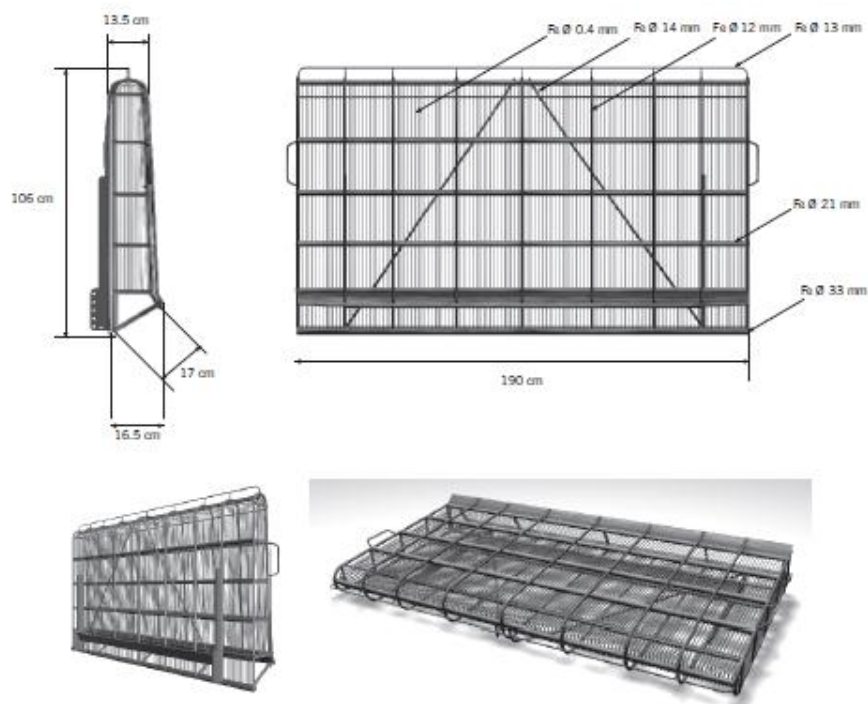 13.5 cm
Fe Ø 0.4 mm
Fe Ø 14 mm
Fe Ø 12 mm
Fe Ø 13 mm
106 cm
Fe Ø 21 mm
Fe Ø 33 mm
17 cm
190 cm
16.5 cm